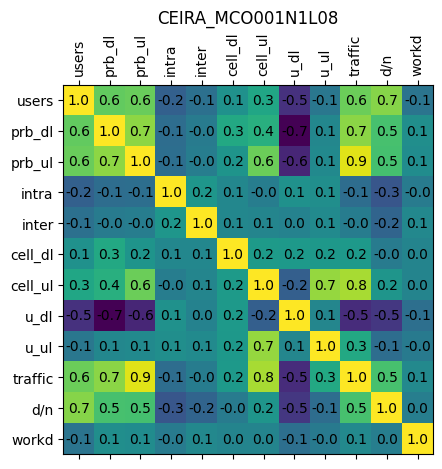 CEIRA_MCO001N1L08
users prb_dl prb_ul intra inter cell_dl cell_ul u_dl u_ul traffic d/n workd
users 1.0 0.6 0.6 -0.2 -0.1 0.1 0.3 -0.5 -0.1 0.6 0.7 -0.1
prb_dl 0.6 1.0 0.7 -0.1 -0.0 0.3 0.4 -0.7 0.1 0.7 0.5 0.1
prb_ul 0.6 0.7 1.0 -0.1 -0.0 0.2 0.6 -0.6 0.1 0.9 0.5 0.1
intra -0.2 -0.1 -0.1 1.0 0.2 0.1 -0.0 0.1 0.1 -0.1 -0.3 -0.0
inter -0.1 -0.0 -0.0 0.2 1.0 0.1 0.1 0.0 0.1 -0.0 -0.2 0.1
cell_dl 0.1 0.3 0.2 0.1 0.1 1.0 0.2 0.2 0.2 0.2 -0.0 0.0
cell_ul 0.3 0.4 0.6 -0.0 0.1 0.2 1.0 -0.2 0.7 0.8 0.2 0.0
u_dl -0.5 -0.7 -0.6 0.1 0.0 0.2 -0.2 1.0 0.1 -0.5 -0.5 -0.1
u_ul -0.1 0.1 0.1 0.1 0.1 0.2 0.7 0.1 1.0 0.3 -0.1 -0.0
traffic 0.6 0.7 0.9 -0.1 -0.0 0.2 0.8 -0.5 0.3 1.0 0.5 0.1
d/n 0.7 0.5 0.5 -0.3 -0.2 -0.0 0.2 -0.5 -0.1 0.5 1.0 0.0
workd -0.1 0.1 0.1 -0.0 0.1 0.0 0.0 -0.1 -0.0 0.1 0.0 1.0